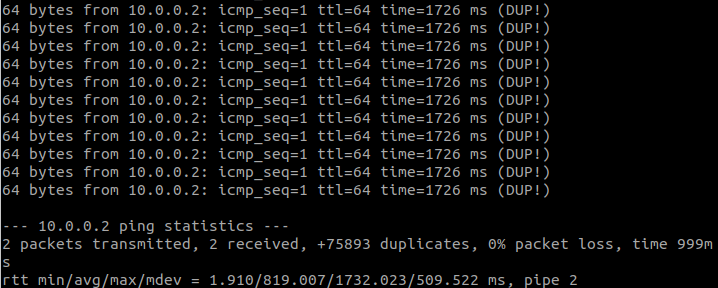 64 bytes from 10.0.0.2: icmp_seq=1 ttl=64 time=1726 ms (DUP!)
64 bytes from 10.0.0.2: icmp_seq=1 ttl=64 time=1726 ms (DUP!)
64 bytes from 10.0.0.2: icmp_seq=1 ttl=64 time=1726 ms (DUP!)
64 bytes from 10.0.0.2: icmp_seq=1 ttl=64 time=1726 ms (DUP!)
64 bytes from 10.0.0.2: icmp_seq=1 ttl=64 time=1726 ms (DUP!)
64 bytes from 10.0.0.2: icmp_seq=1 ttl=64 time=1726 ms (DUP!)
64 bytes from 10.0.0.2: icmp_seq=1 ttl=64 time=1726 ms (DUP!)
64 bytes from 10.0.0.2: icmp_seq=1 ttl=64 time=1726 ms (DUP!)
64 bytes from 10.0.0.2: icmp_seq=1 ttl=64 time=1726 ms (DUP!)
64 bytes from 10.0.0.2: icmp_seq=1 ttl=64 time=1726 ms (DUP!)
64 bytes from 10.0.0.2: icmp_seq=1 ttl=64 time=1726 ms (DUP!)
--- 10.0.0.2 ping statistics ---
2 packets transmitted, 2 received, +75893 duplicates, 0% packet loss, time 999m
s
rtt min/avg/max/mdev = 1.910/819.007/1732.023/509.522 ms, pipe 2